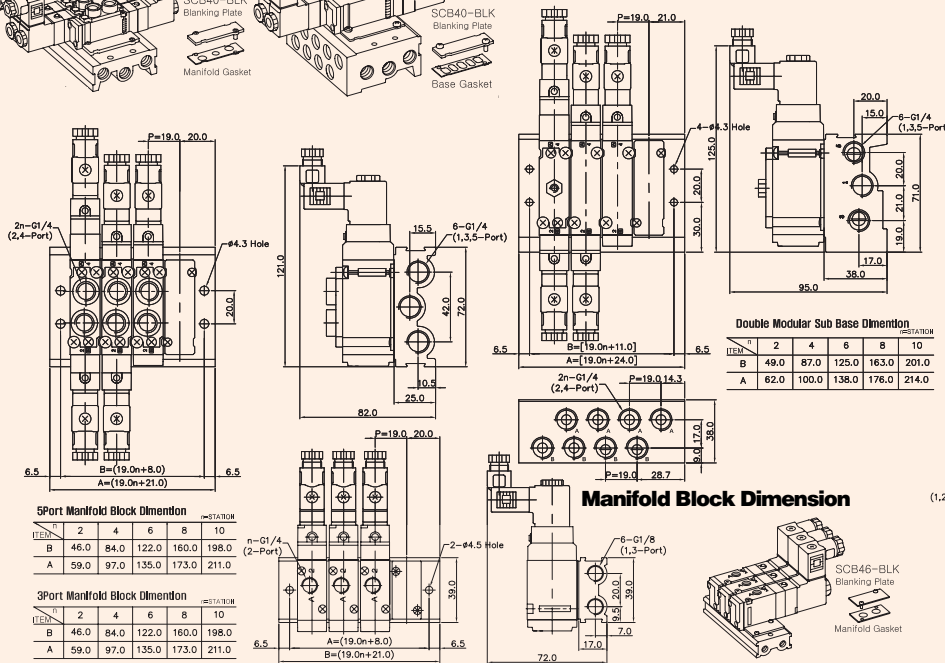 SCB40-BLK
Blanking Plate
Manifold Gasket
SCB40-BLK
Blanking Plate
Base Gasket
P=19.0 20.0
2n-G1/4
(2,4-Port)
ø4.3 Hole
20.0
6.5
B=(19.0n+8.0)
6.5
A=(19.0n+21.0)
121.0
15.5
6-G1/4
(1,3,5-Port)
42.0
72.0
10.5
25.0
82.0
P=19.0 21.0
4-ø4.3 Hole
20.0
30.0
6.5
B=[19.0n+11.0]
6.5
A=[19.0n+24.0]
125.0
20.0
15.0
6-G1/4
(1,3,5-Port
5
1
3
20.0
21.0
19.0
71.0
17.0
38.0
95.0
2n-G1/4
(2,4-Port)
P=19.0 14.3
A A A A
B B B B
17.0
9.0
38.0
P=19.0 28.7
Double Modular Sub Base Dimention
n=STATION
ITEM n 2 4 6 8 10
B 49.0 87.0 125.0 163.0 201.0
A 62.0 100.0 138.0 176.0 214.0
5Port Manifold Block Dimention
n=STATION
ITEM n 2 4 6 8 10
B 46.0 84.0 122.0 160.0 198.0
A 59.0 97.0 135.0 173.0 211.0
3Port Manifold Block Dimention
n=STATION
ITEM n 2 4 6 8 10
B 46.0 84.0 122.0 160.0 198.0
A 59.0 97.0 135.0 173.0 211.0
P=19.0 20.0
n-G1/4
(2-Port)
2-ø4.5 Hole
2 2 2
A A A
39.0
6.5
A=(19.0n+8.0)
6.5
B=(19.0n+21.0)
Manifold Block Dimension
6-G1/8
(1,3-Port)
20.0
9.5
39.0
7.0
17.0
72.0
(1,2
SCB46-BLK
Blanking Plate
Manifold Gasket